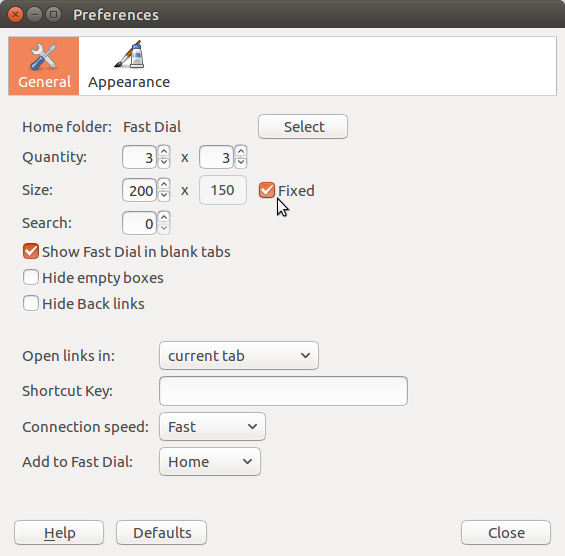 Preferences
General Appearance
Home folder: Fast Dial Select
Quantity: 3 x 3
Size: 200 x 150 Fixed
Search: 0
Show Fast Dial in blank tabs
Hide empty boxes
Hide Back links
Open links in: current tab
Shortcut Key:
Connection speed: Fast
Add to Fast Dial: Home
Help Defaults Close